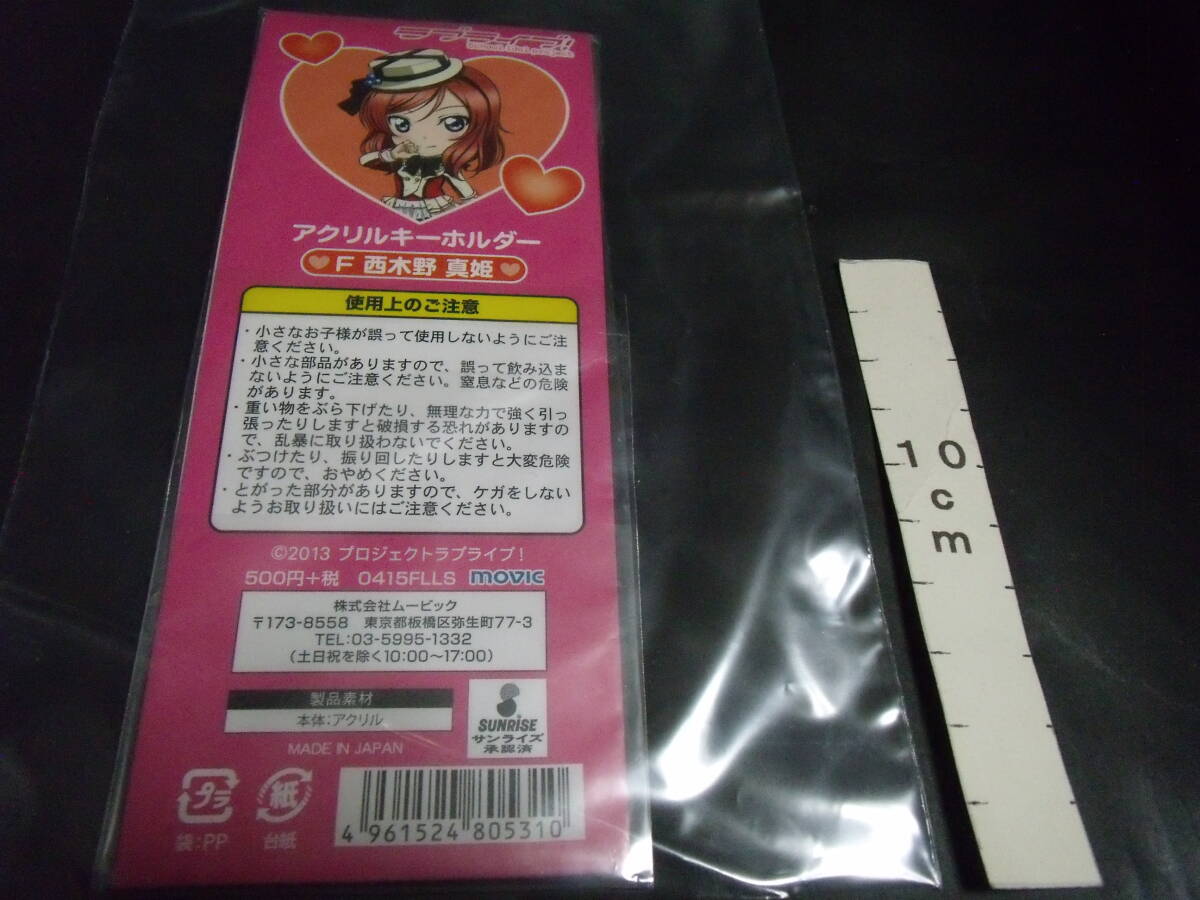 ラブライブ!
アクリルキーホルダー
F 西木野 真姫
使用上のご注意
・小さなお子様が誤って使用しないようにご注
意ください。
・小さな部品がありますので、誤って飲み込ま
ないようにご注意ください。窒息などの危険
があります。
・重い物をぶら下げたり、無理な力で強く引っ
張ったりしますと破損する恐れがありますの
で、乱暴に取り扱わないでください。
・ぶつけたり、振り回したりしますと大変危険
ですので、おやめください。
・とがった部分がありますので、ケガをしない
ようお取り扱いにはご注意ください。
©2013 プロジェクトラブライブ!
500円+税 0415FLLS movic
株式会社ムービック
〒173-8558 東京都板橋区弥生町77-3
TEL:03-5995-1332
(土日祝を除く10:00〜17:00)
製品素材
本体:アクリル
MADE IN JAPAN
SUNRISE
サンライズ
承認済
プラ
袋:PP
紙
台紙
4 961524 805310
10
c
m